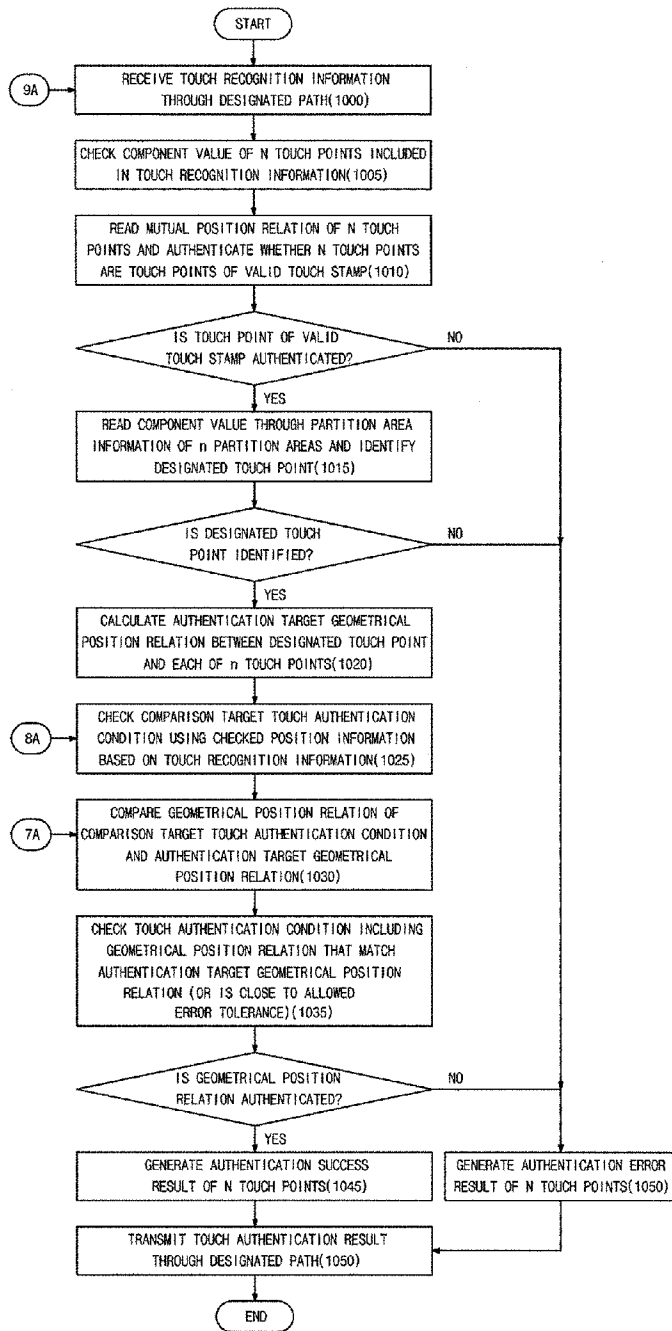 START
9A
RECEIVE TOUCH RECOGNITION INFORMATION
THROUGH DESIGNATED PATH(1000)
CHECK COMPONENT VALUE OF N TOUCH POINTS INCLUDED
IN TOUCH RECOGNITION INFORMATION(1005)
READ MUTUAL POSITION RELATION OF N TOUCH
POINTS AND AUTHENTICATE WHETHER N TOUCH POINTS
ARE TOUCH POINTS OF VALID TOUCH STAMP(1010)
IS TOUCH POINT OF VALID
TOUCH STAMP AUTHENTICATED?
NO
YES
READ COMPONENT VALUE THROUGH PARTITION AREA
INFORMATION OF n PARTITION AREAS AND IDENTIFY
DESIGNATED TOUCH POINT(1015)
IS DESIGNATED TOUCH
POINT IDENTIFIED?
NO
YES
CALCULATE AUTHENTICATION TARGET GEOMETRICAL
POSITION RELATION BETWEEN DESIGNATED TOUCH POINT
AND EACH OF n TOUCH POINTS(1020)
8A
CHECK COMPARISON TARGET TOUCH AUTHENTICATION
CONDITION USING CHECKED POSITION INFORMATION
BASED ON TOUCH RECOGNITION INFORMATION(1025)
7A
COMPARE GEOMETRICAL POSITION RELATION OF
COMPARISON TARGET TOUCH AUTHENTICATION CONDITION
AND AUTHENTICATION TARGET GEOMETRICAL
POSITION RELATION(1030)
CHECK TOUCH AUTHENTICATION CONDITION INCLUDING
GEOMETRICAL POSITION RELATION THAT MATCH
AUTHENTICATION TARGET GEOMETRICAL POSITION
RELATION (OR IS CLOSE TO ALLOWED
ERROR TOLERANCE)(1035)
IS GEOMETRICAL POSITION
RELATION AUTHENTICATED?
NO
YES
GENERATE AUTHENTICATION SUCCESS
RESULT OF N TOUCH POINTS(1045)
GENERATE AUTHENTICATION ERROR
RESULT OF N TOUCH POINTS(1050)
TRANSMIT TOUCH AUTHENTICATION RESULT
THROUGH DESIGNATED PATH(1050)
END